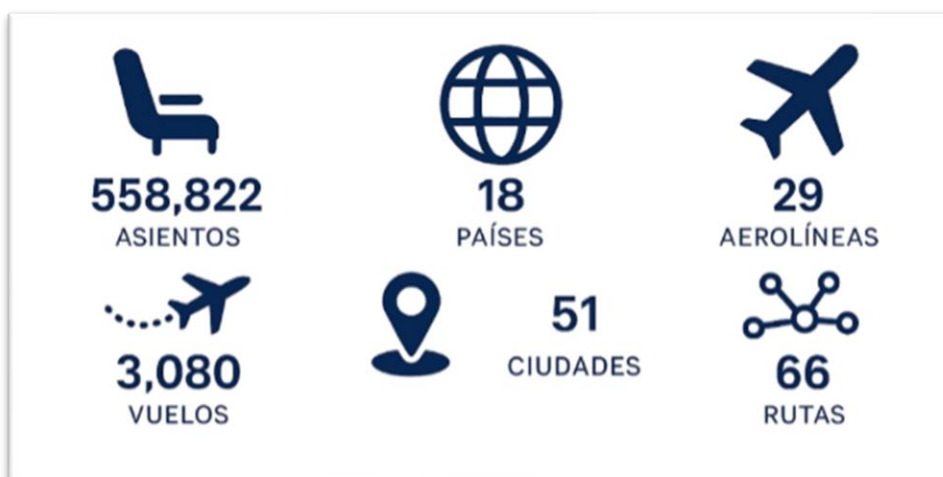 558,822
ASIENTOS
18
PAÍSES
29
AEROLÍNEAS
3,080
VUELOS
51
CIUDADES
66
RUTAS